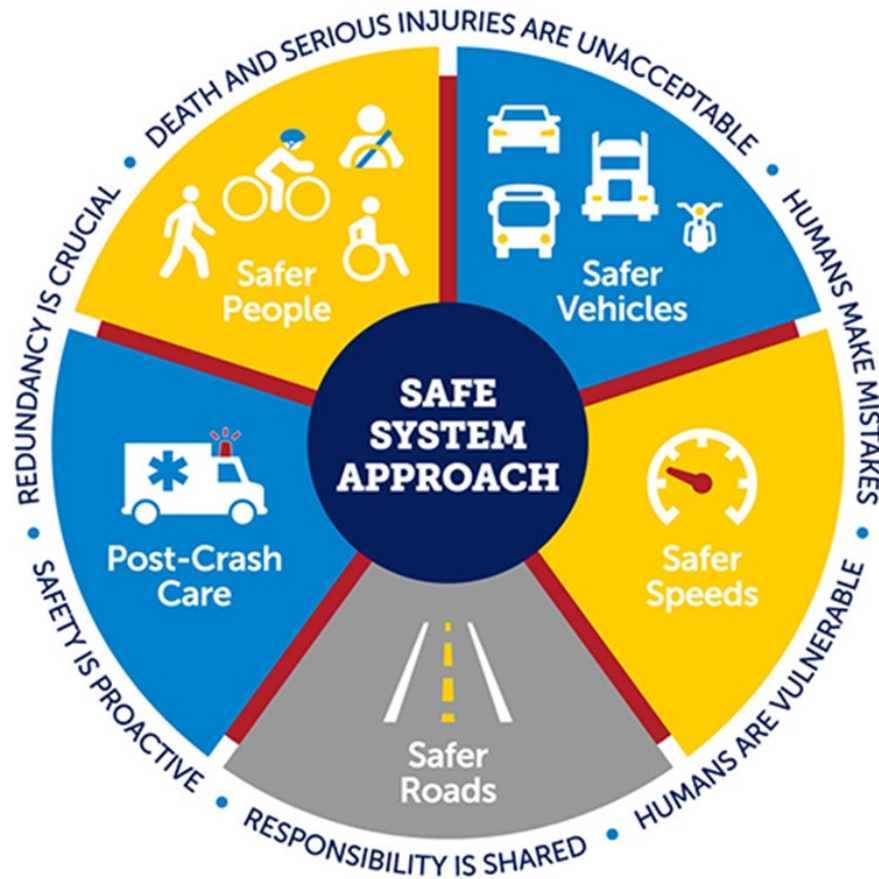 DEATH AND SERIOUS INJURIES ARE UNACCEPTABLE
HUMANS MAKE MISTAKES
HUMANS ARE VULNERABLE
RESPONSIBILITY IS SHARED
SAFETY IS PROACTIVE
REDUNDANCY IS CRUCIAL
Safer
People
Safer
Vehicles
SAFE
SYSTEM
APPROACH
Post-Crash
Care
Safer
Speeds
Safer
Roads